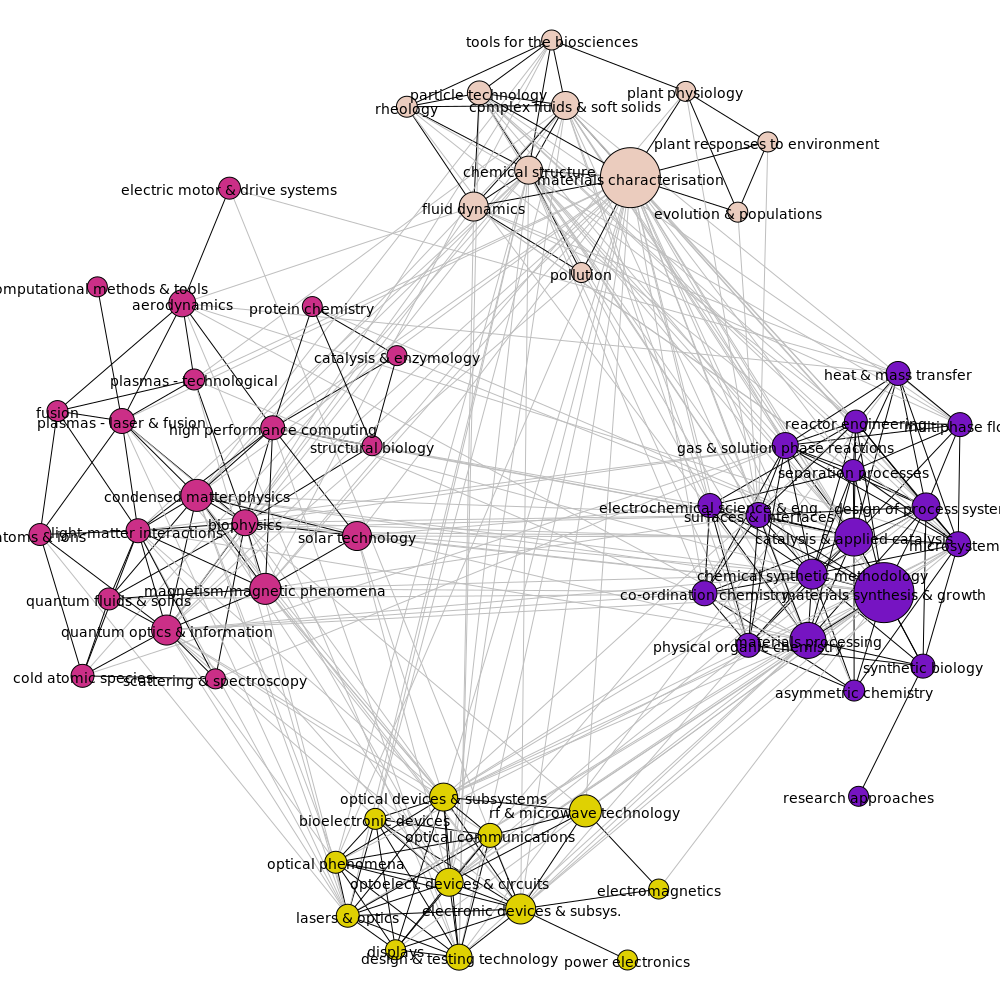 tools for the biosciences
particle technology
plant physiology
rheology
complex fluids & soft solids
plant responses to environment
chemical structure
materials characterisation
electric motor & drive systems
fluid dynamics
evolution & populations
pollution
omputational methods & tools
aerodynamics
protein chemistry
catalysis & enzymology
heat & mass transfer
plasmas - technological
fusion
plasmas - laser & fusion
high performance computing
reactor engineering
multiphase flo
structural biology
gas & solution phase reactions
separation processes
condensed matter physics
electrochemical science & eng.
design of process system
surfaces & interfaces
biophysics
light-matter interactions
atoms & ions
solar technology
catalysis & applied catalysis
microsystem
chemical synthetic methodology
magnetism/magnetic phenomena
co-ordination chemistry
materials synthesis & growth
quantum fluids & solids
quantum optics & information
materials processing
physical organic chemistry
synthetic biology
cold atomic species
scattering & spectroscopy
asymmetric chemistry
research approaches
optical devices & subsystems
rf & microwave technology
bioelectronic devices
optical communications
optical phenomena
optoelect. devices & circuits
electromagnetics
electronic devices & subsys.
lasers & optics
displays
design & testing technology
power electronics